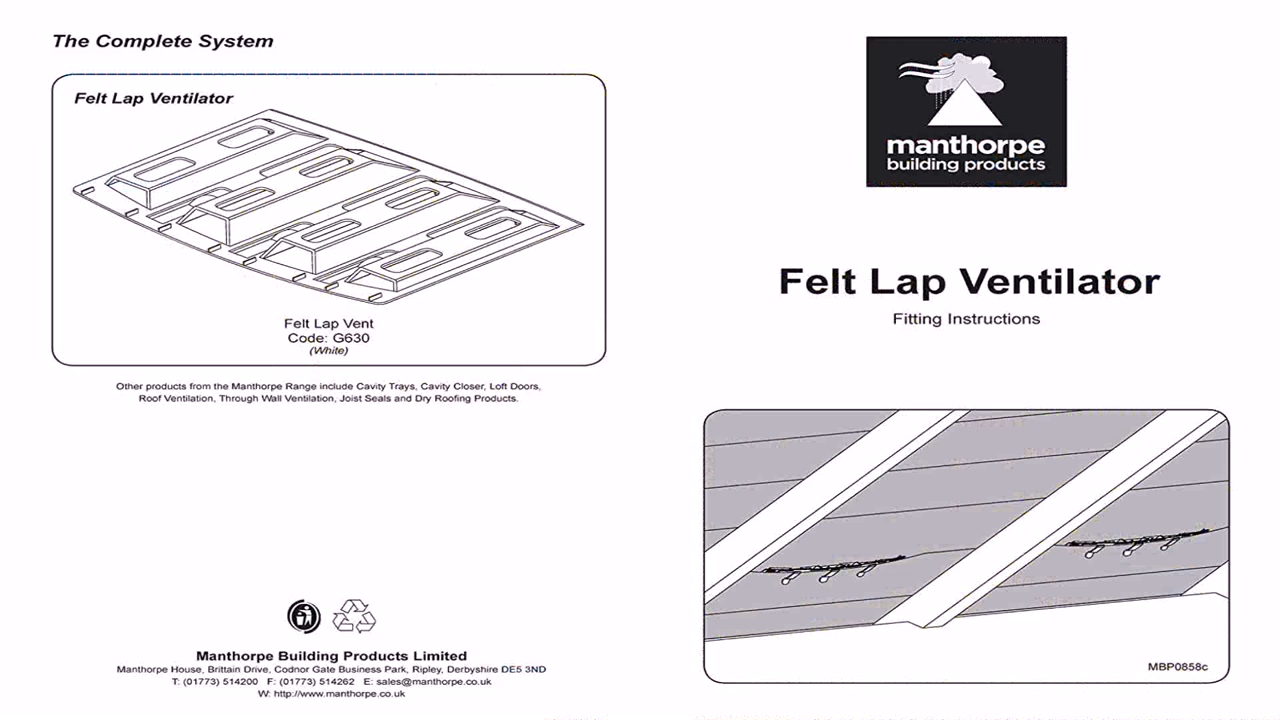 The Complete System
Felt Lap Ventilator
Felt Lap Vent
Code: G630
(White)
Other products from the Manthorpe Range include Cavity Trays, Cavity Closer, Loft Doors,
Roof Ventilation, Through Wall Ventilation, Joist Seals and Dry Roofing Products.
Manthorpe Building Products Limited
Manthorpe House, Brittain Drive, Codnor Gate Business Park, Ripley, Derbyshire DE5 3ND
T: (01773) 514200 F: (01773) 514262 E: sales@manthorpe.co.uk
W: http://www.manthorpe.co.uk
manthorpe
building products
Felt Lap Ventilator
Fitting Instructions
MBP0858c